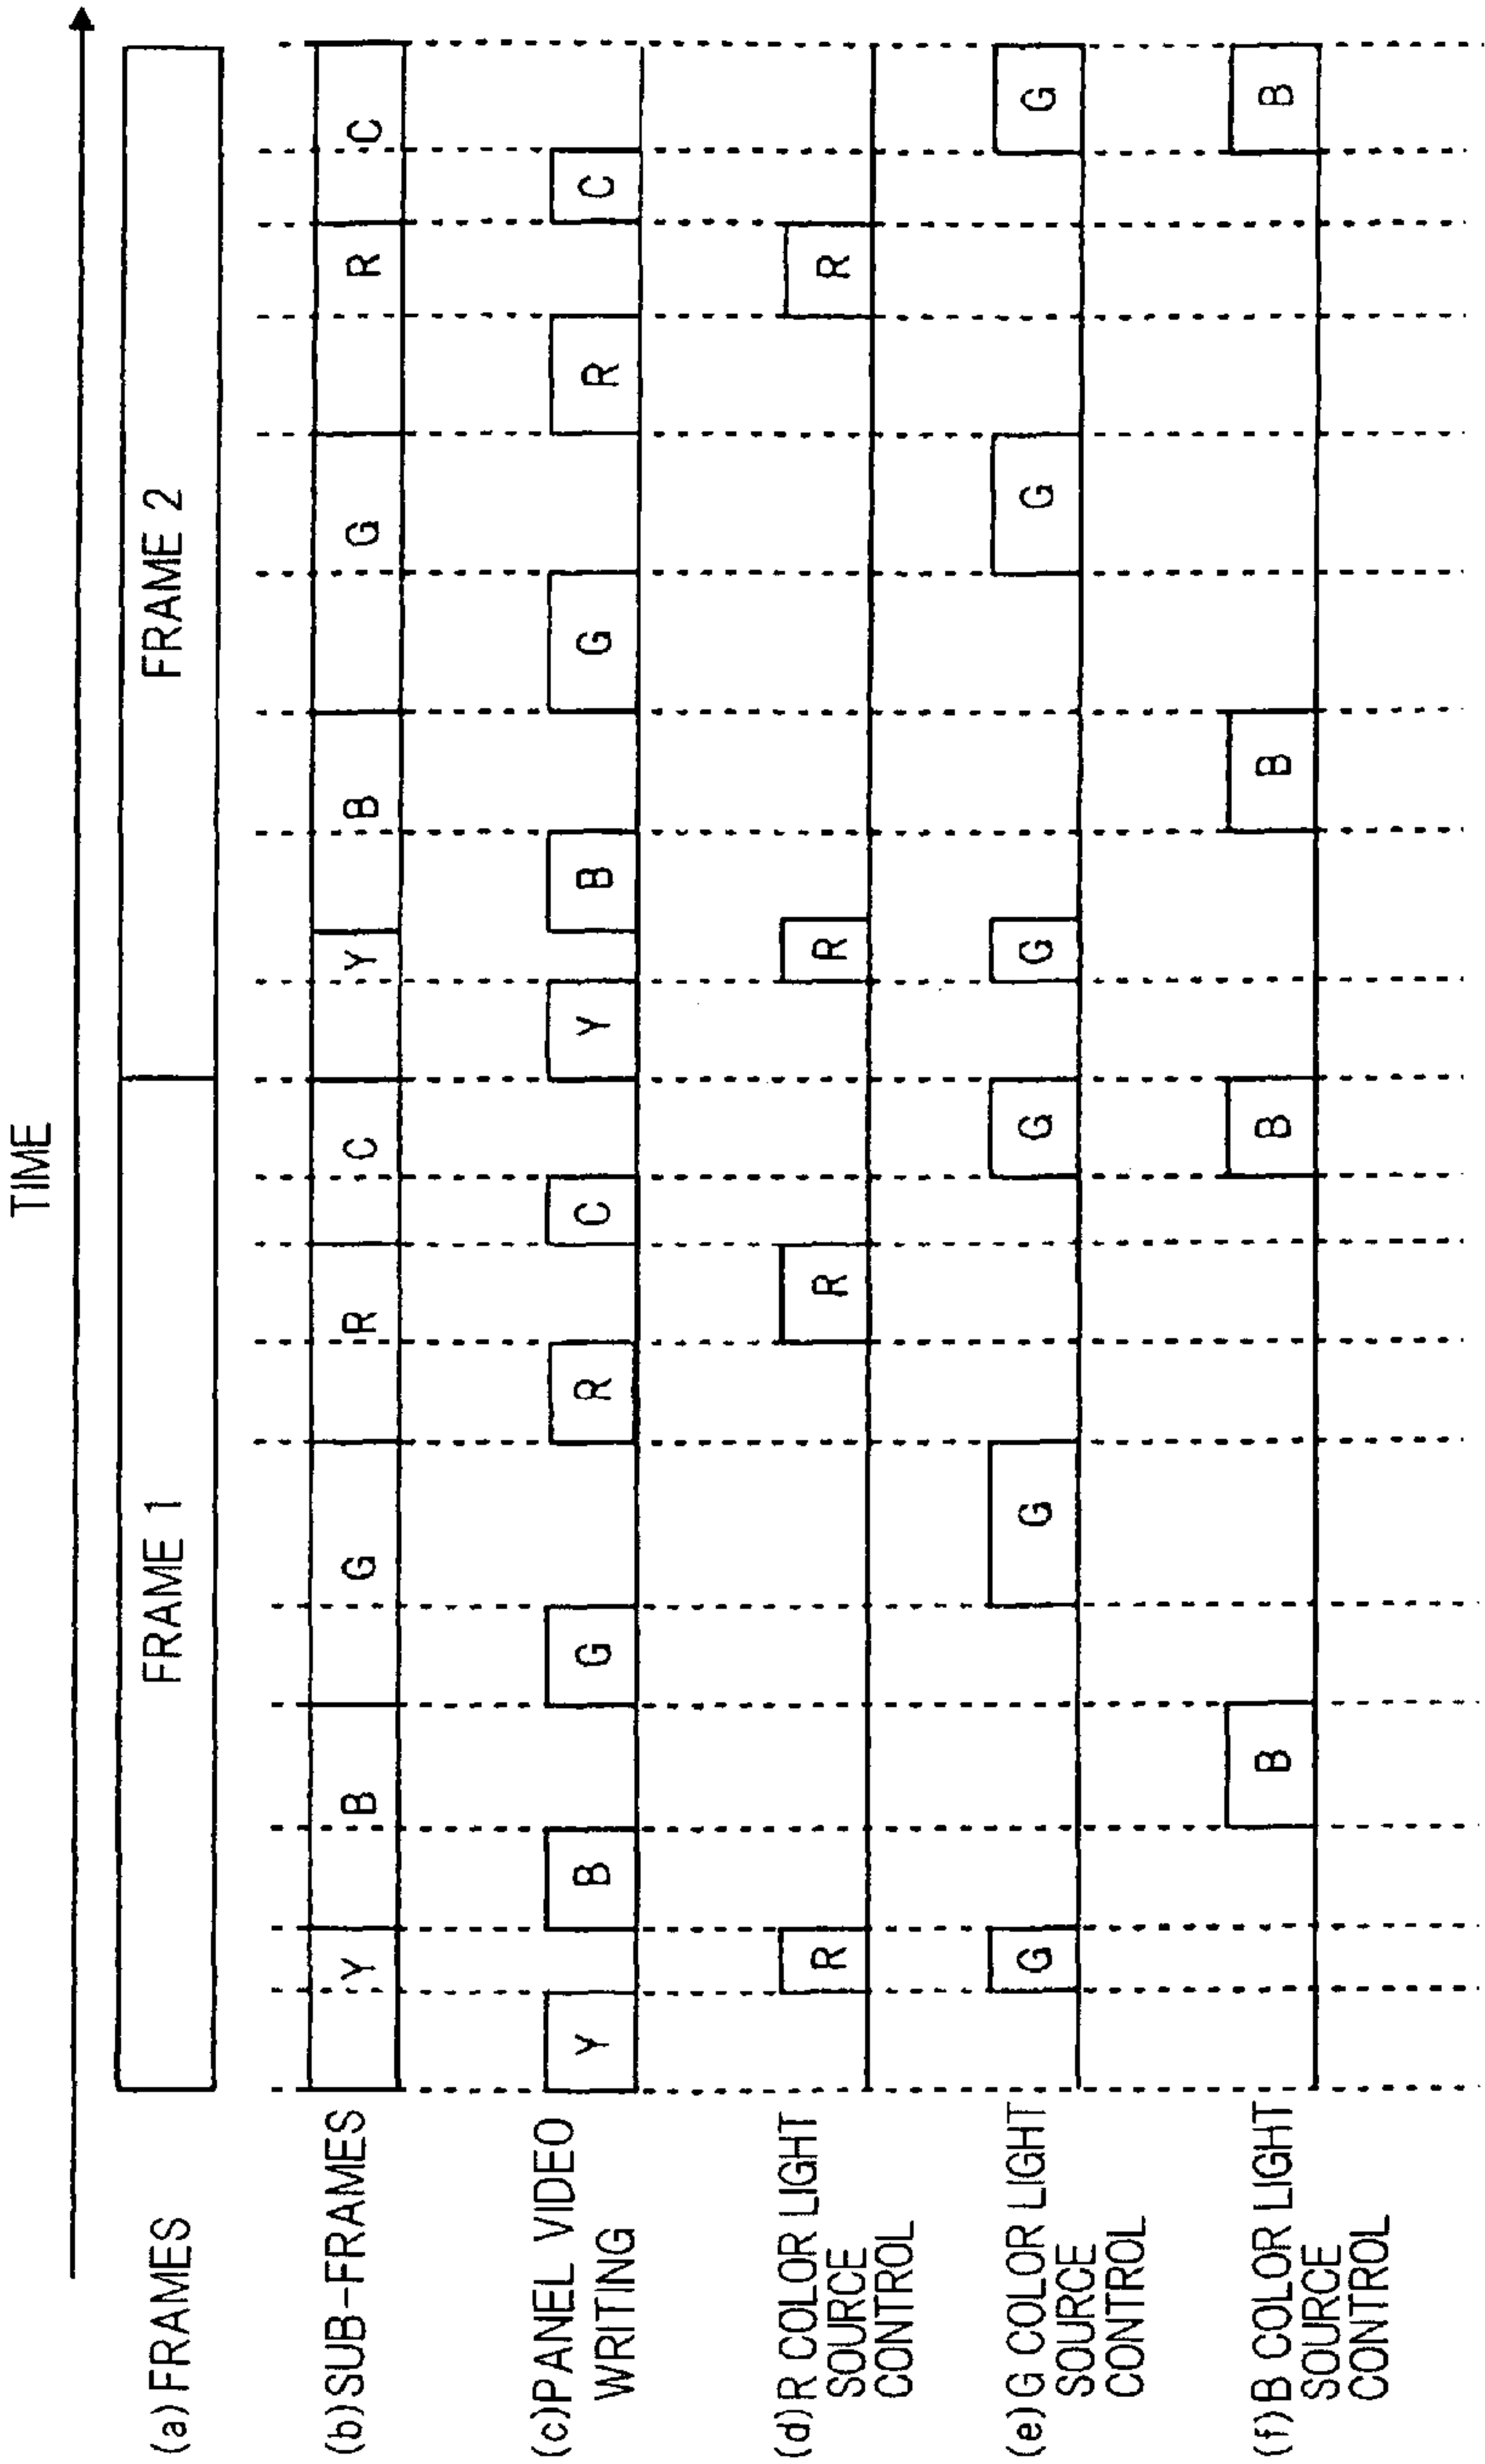 TIME
(a) FRAMES
FRAME 1
FRAME 2
(b) SUB-FRAMES
Y
B
G
R
C
Y
B
G
R
C
(c) PANEL VIDEO
WRITING
Y
B
G
R
C
Y
B
G
R
C
(d) R COLOR LIGHT
SOURCE
CONTROL
R
R
R
R
(e) G COLOR LIGHT
SOURCE
CONTROL
G
G
G
G
G
G
(f) B COLOR LIGHT
SOURCE
CONTROL
B
B
B
B